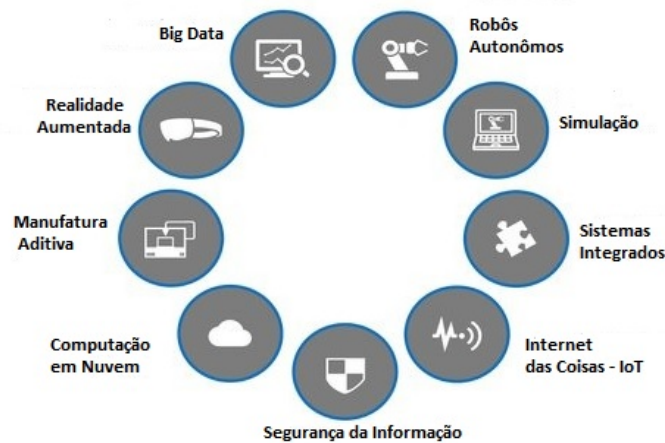 Big Data
Robôs
Autonômos
Realidade
Aumentada
Simulação
Manufatura
Aditiva
Sistemas
Integrados
Computação
em Nuvem
Internet
das Coisas - IoT
Segurança da Informação